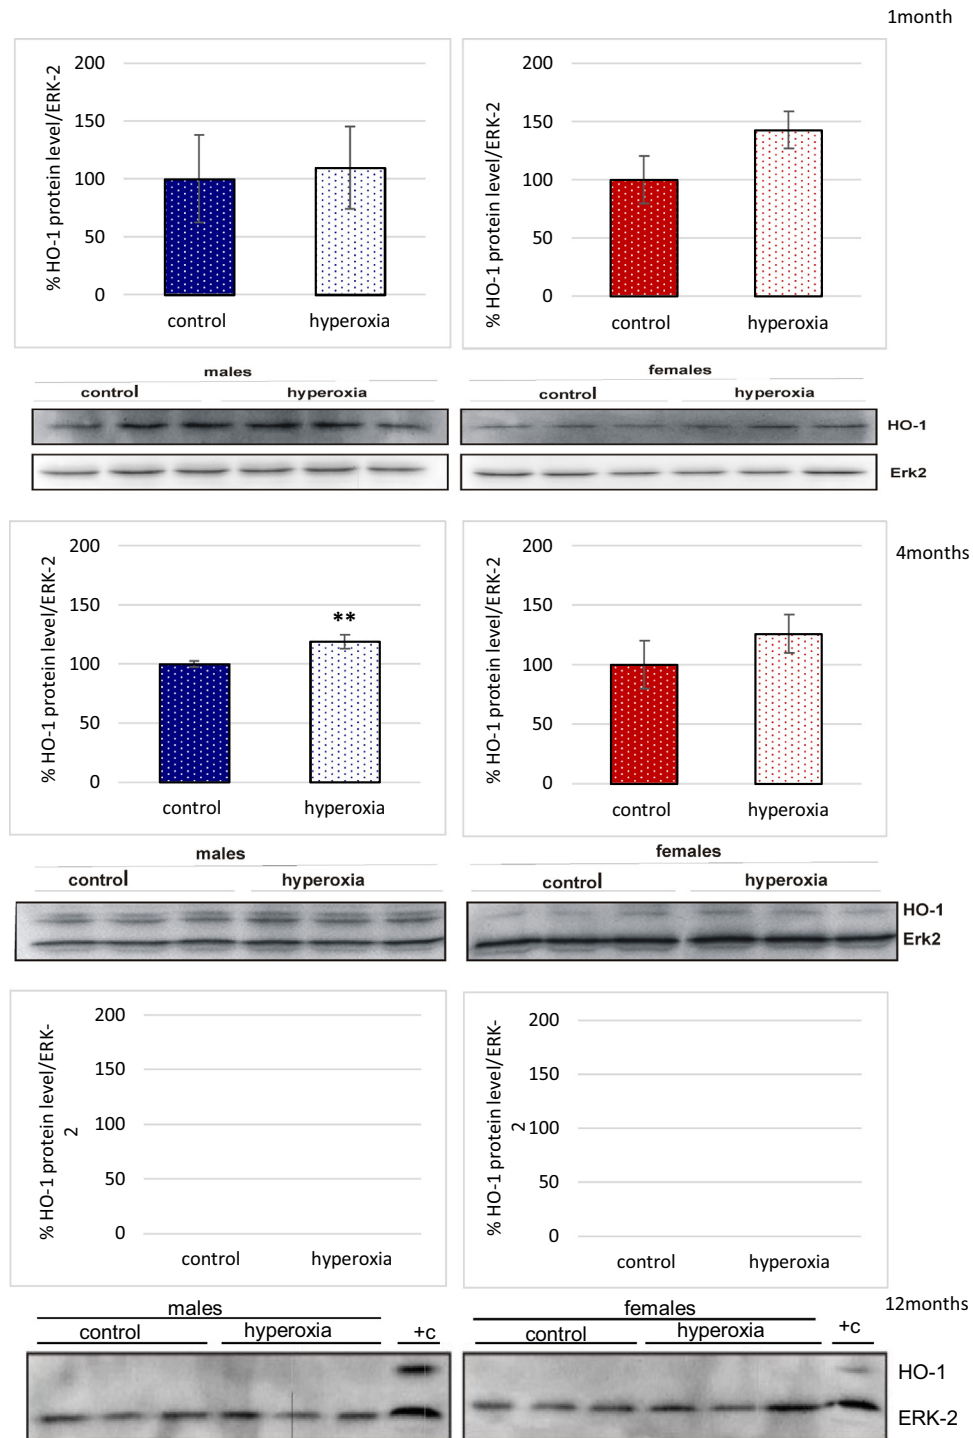 1month
% HO-1 protein level/ERK-2
200
150
100
50
0
control hyperoxia
% HO-1 protein level/ERK-2
200
150
100
50
0
control hyperoxia
males
control hyperoxia
females
control hyperoxia
HO-1
Erk2
4months
% HO-1 protein level/ERK-2
200
150
100
50
0
**
control hyperoxia
% HO-1 protein level/ERK-2
200
150
100
50
0
control hyperoxia
males
control hyperoxia
females
control hyperoxia
HO-1
Erk2
% HO-1 protein level/ERK-
2
200
150
100
50
0
control hyperoxia
% HO-1 protein level/ERK-
2
200
150
100
50
0
control hyperoxia
12months
males
control hyperoxia +c
females
control hyperoxia +c
HO-1
ERK-2